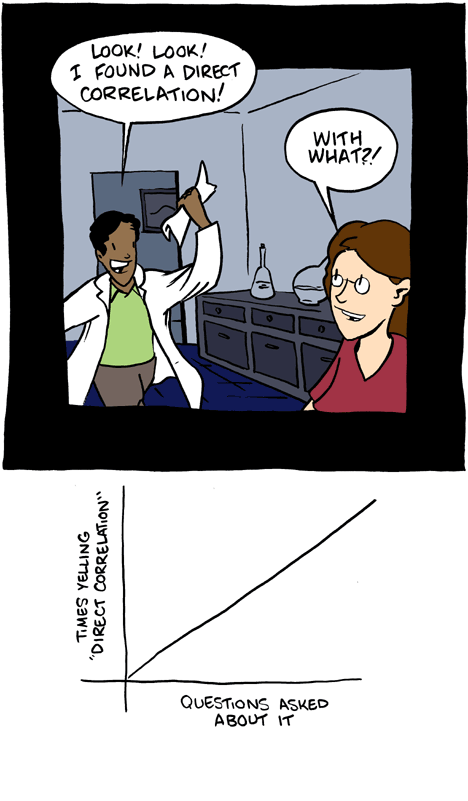 LOOK! LOOK!
I FOUND A DIRECT
CORRELATION!
WITH
WHAT?!
TIMES YELLING
"DIRECT CORRELATION"
QUESTIONS ASKED
ABOUT IT